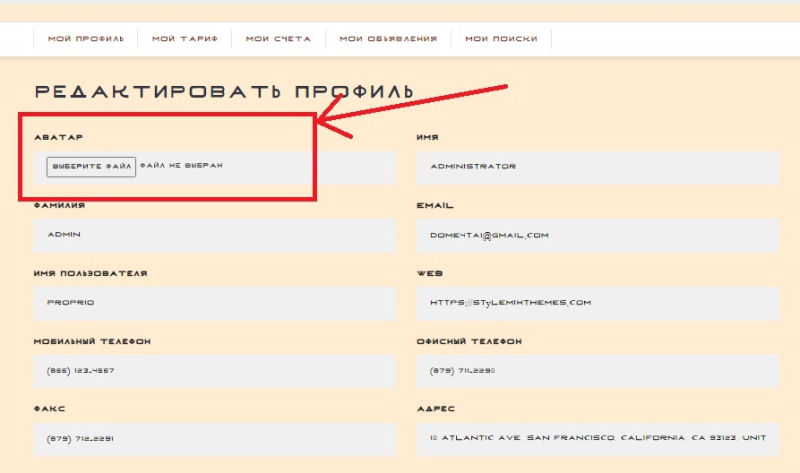 МОЙ ПРОФИЛЬ МОЙ ТАРИФ МОИ СЧЕТА МОИ ОБЪЯВЛЕНИЯ МОИ ПОИСКИ
РЕДАКТИРОВАТЬ ПРОФИЛЬ
АВАТАР ИМЯ
ВЫБЕРИТЕ ФАЙЛ ФАЙЛ НЕ ВЫБРАН ADMINISTRATOR
ФАМИЛИЯ EMAIL
ADMIN DOME4TA1@GMAIL.COM
ИМЯ ПОЛЬЗОВАТЕЛЯ WEB
PROPRIO HTTPS://STYLEMIXTHEMES.COM
МОБИЛЬНЫЙ ТЕЛЕФОН ОФИСНЫЙ ТЕЛЕФОН
(855) 123-4567 (879) 711-2290
ФАКС АДРЕС
(879) 712-2291 10 ATLANTIC AVE, SAN FRANCISCO, CALIFORNIA, CA 93123, UNIT